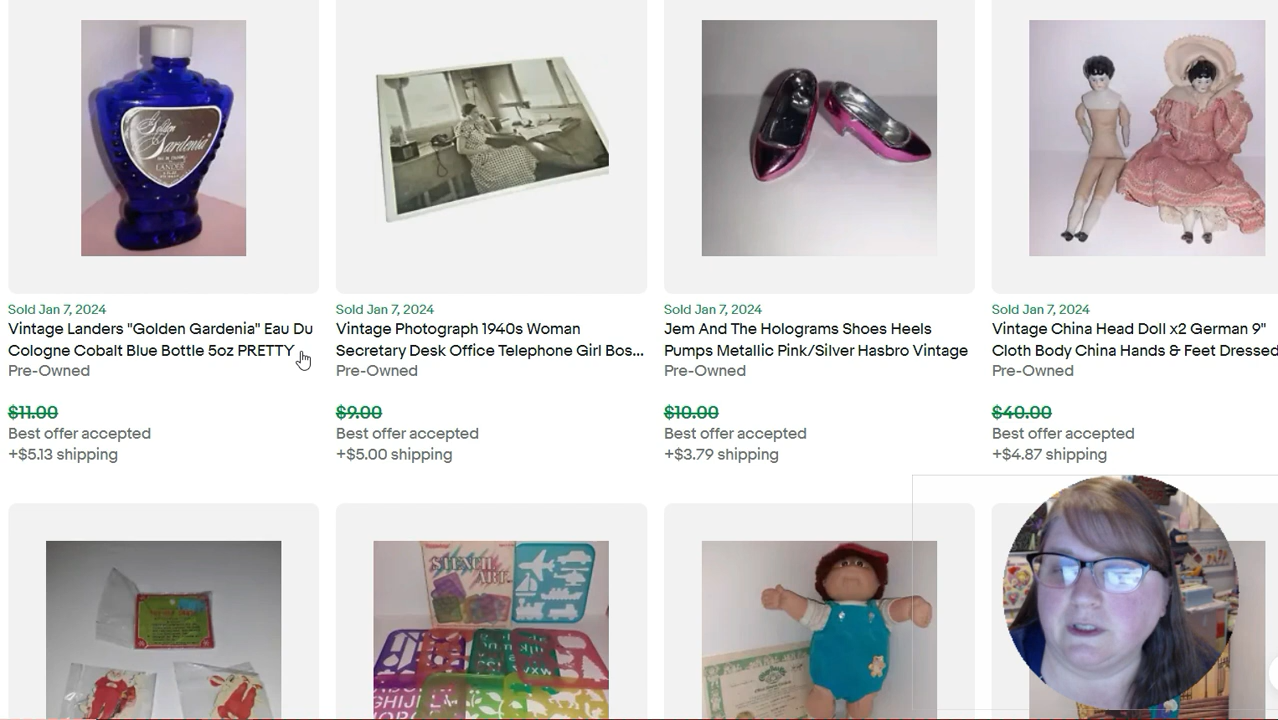 Golden
Gardenia
LANDER
Sold Jan 7, 2024
Vintage Landers "Golden Gardenia" Eau Du
Cologne Cobalt Blue Bottle 5oz PRETTY
Pre-Owned
$11.00
Best offer accepted
+$5.13 shipping
Sold Jan 7, 2024
Vintage Photograph 1940s Woman
Secretary Desk Office Telephone Girl Bos...
Pre-Owned
$9.00
Best offer accepted
+$5.00 shipping
Sold Jan 7, 2024
Jem And The Holograms Shoes Heels
Pumps Metallic Pink/Silver Hasbro Vintage
Pre-Owned
$10.00
Best offer accepted
+$3.79 shipping
Sold Jan 7, 2024
Vintage China Head Doll x2 German 9"
Cloth Body China Hands & Feet Dressed
Pre-Owned
$40.00
Best offer accepted
+$4.87 shipping
STENCIL
ART